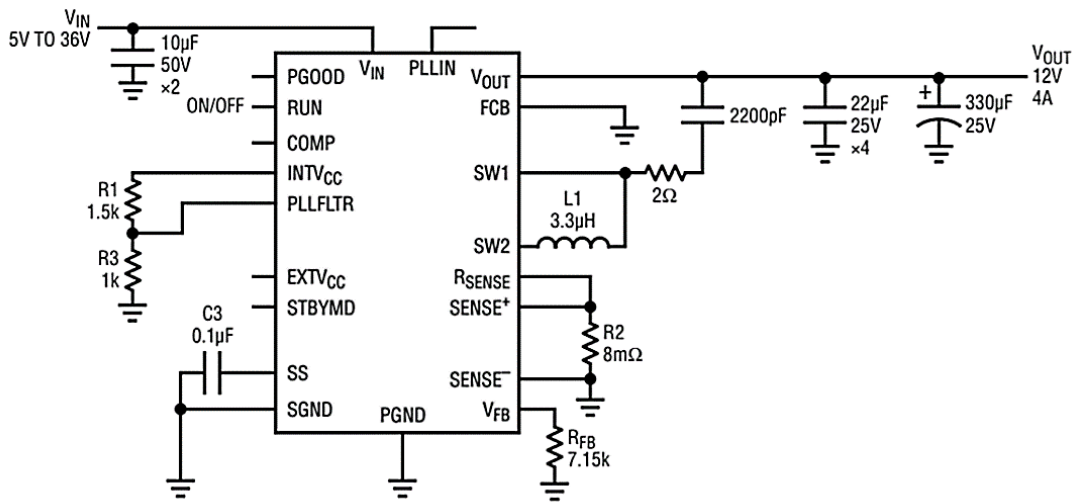 VIN
5V TO 36V
10µF
50V
×2
VIN
PLLIN
PGOOD
ON/OFF
RUN
COMP
INTVCC
PLLFLTR
R1
1.5k
R3
1k
EXTVCC
STBYMD
C3
0.1µF
SS
SGND
PGND
VOUT
FCB
SW1
SW2
RSENSE
SENSE+
SENSE−
VFB
L1
3.3µH
2Ω
2200pF
22µF
25V
×4
+
330µF
25V
VOUT
12V
4A
R2
8mΩ
RFB
7.15k